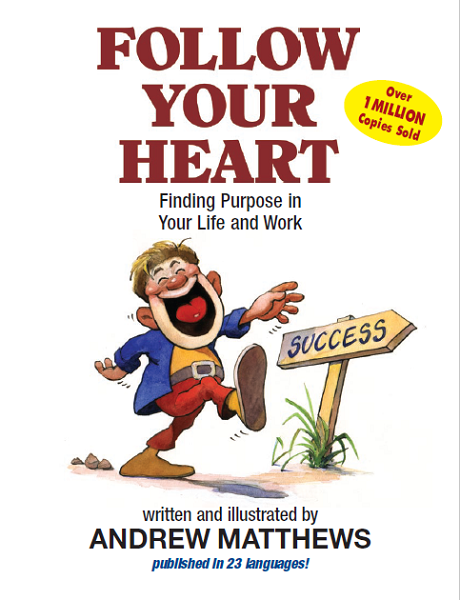 FOLLOW
YOUR
HEART
Over
1 MILLION
Copies Sold
Finding Purpose in
Your Life and Work
SUCCESS
written and illustrated by
ANDREW MATTHEWS
published in 23 languages!